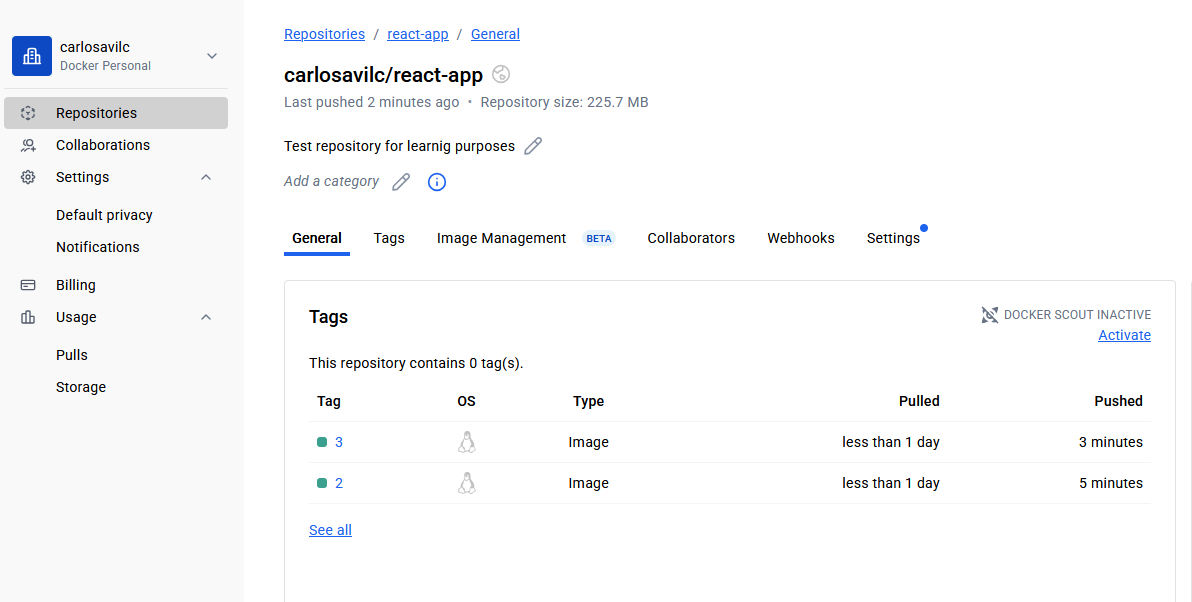 carlosavilc
Docker Personal
Repositories
Collaborations
Settings
Default privacy
Notifications
Billing
Usage
Pulls
Storage
Repositories / react-app / General
carlosavilc/react-app
Last pushed 2 minutes ago • Repository size: 225.7 MB
Test repository for learnig purposes
Add a category
General Tags Image Management BETA Collaborators Webhooks Settings
Tags
DOCKER SCOUT INACTIVE
Activate
This repository contains 0 tag(s).
Tag OS Type Pulled Pushed
3 Image less than 1 day 3 minutes
2 Image less than 1 day 5 minutes
See all